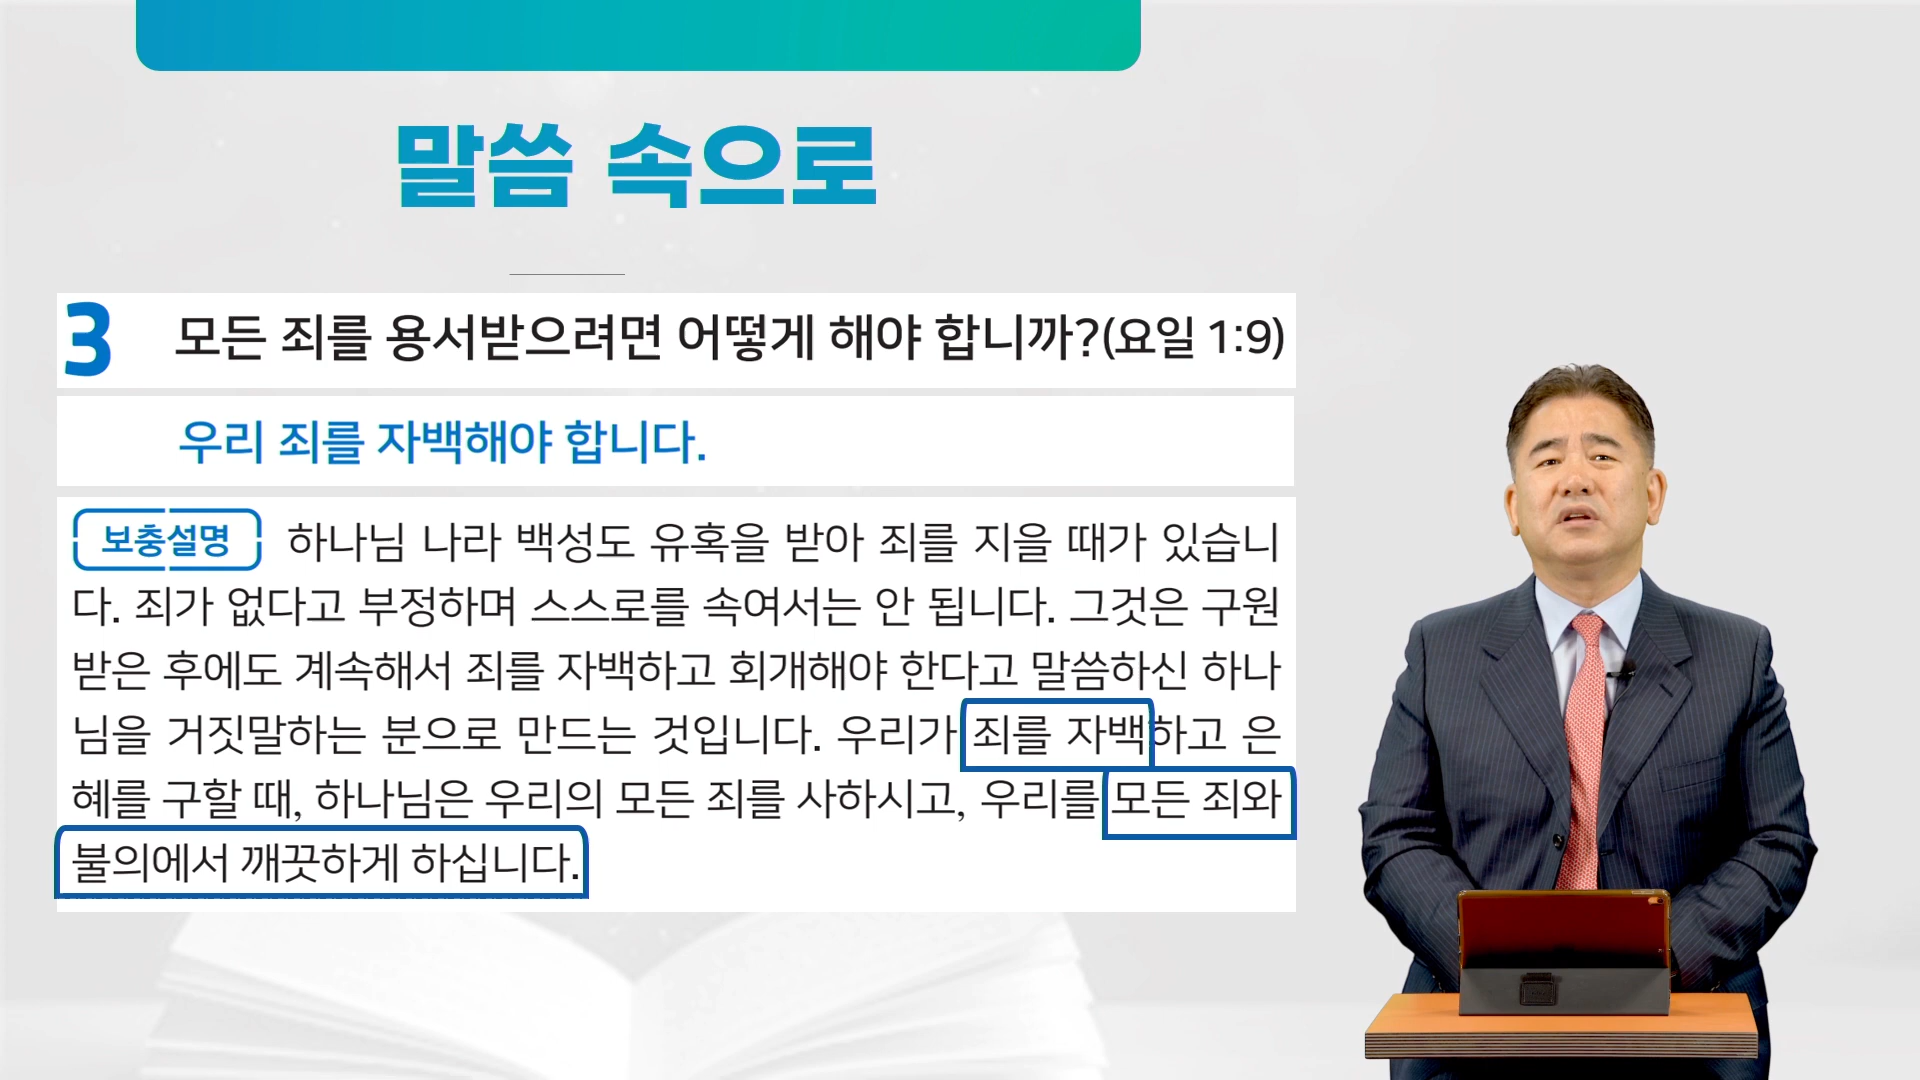 말씀 속으로
3 모든 죄를 용서받으려면 어떻게 해야 합니까?(요일 1:9)
우리 죄를 자백해야 합니다.
보충설명 하나님 나라 백성도 유혹을 받아 죄를 지을 때가 있습니
다. 죄가 없다고 부정하며 스스로를 속여서는 안 됩니다. 그것은 구원
받은 후에도 계속해서 죄를 자백하고 회개해야 한다고 말씀하신 하나
님을 거짓말하는 분으로 만드는 것입니다. 우리가 죄를 자백하고 은
혜를 구할 때, 하나님은 우리의 모든 죄를 사하시고, 우리를 모든 죄와
불의에서 깨끗하게 하십니다.